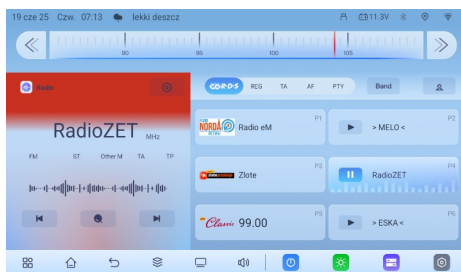 19 cze 25 Czw. 07:13 lekki deszcz 11.3V
90 95 100 105
Radio
RDS REG TA AF PTY Band
RadioZET MHz
FM ST Other M TA TP
NORDA Radio eM P1
> MELO < P2
Zlote P3
RadioZET P4
Classic 99.00 P5
> ESKA < P6